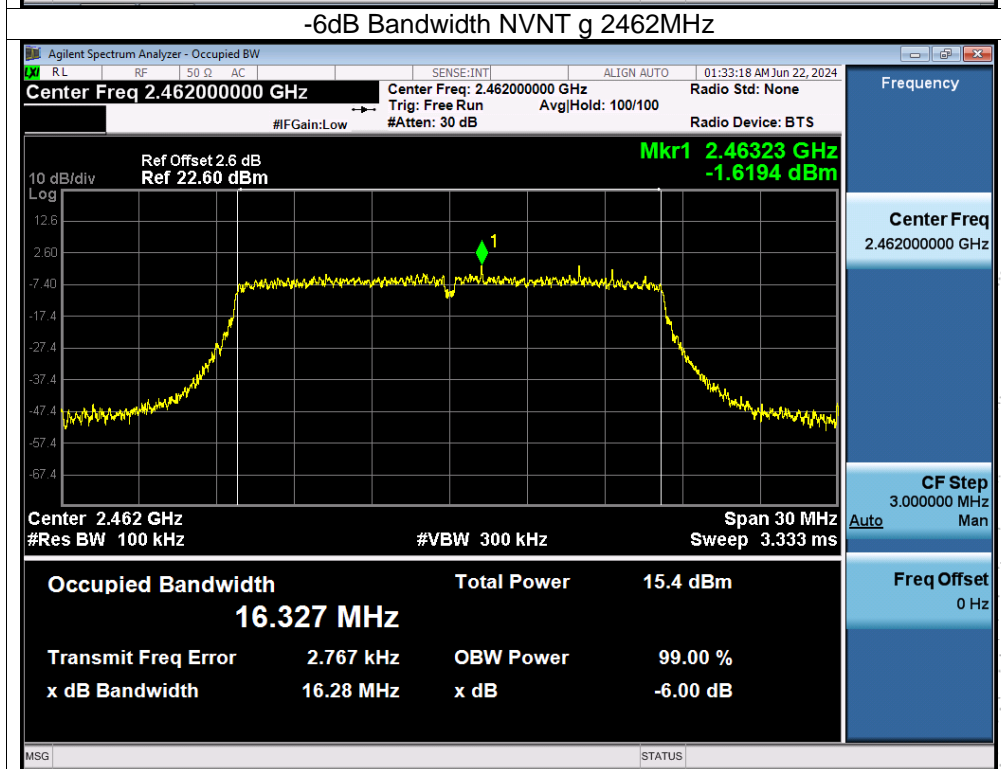 -6dB Bandwidth NVNT g 2462MHz
Agilent Spectrum Analyzer - Occupied BW
LXI RL RF 50 Ω AC SENSE:INT ALIGN AUTO 01:33:18 AM Jun 22, 2024
Center Freq 2.462000000 GHz
Center Freq: 2.462000000 GHz Radio Std: None
Trig: Free Run Avg|Hold: 100/100
#IFGain:Low #Atten: 30 dB Radio Device: BTS
Frequency
Mkr1 2.46323 GHz
-1.6194 dBm
Ref Offset 2.6 dB
10 dB/div Ref 22.60 dBm
Log
12.6
2.60
-7.40
-17.4
-27.4
-37.4
-47.4
-57.4
-67.4
1
Center 2.462 GHz Span 30 MHz
#Res BW 100 kHz #VBW 300 kHz Sweep 3.333 ms
Center Freq
2.462000000 GHz
CF Step
3.000000 MHz
Auto Man
Freq Offset
0 Hz
Occupied Bandwidth Total Power 15.4 dBm
16.327 MHz
Transmit Freq Error 2.767 kHz OBW Power 99.00 %
x dB Bandwidth 16.28 MHz x dB -6.00 dB
MSG STATUS